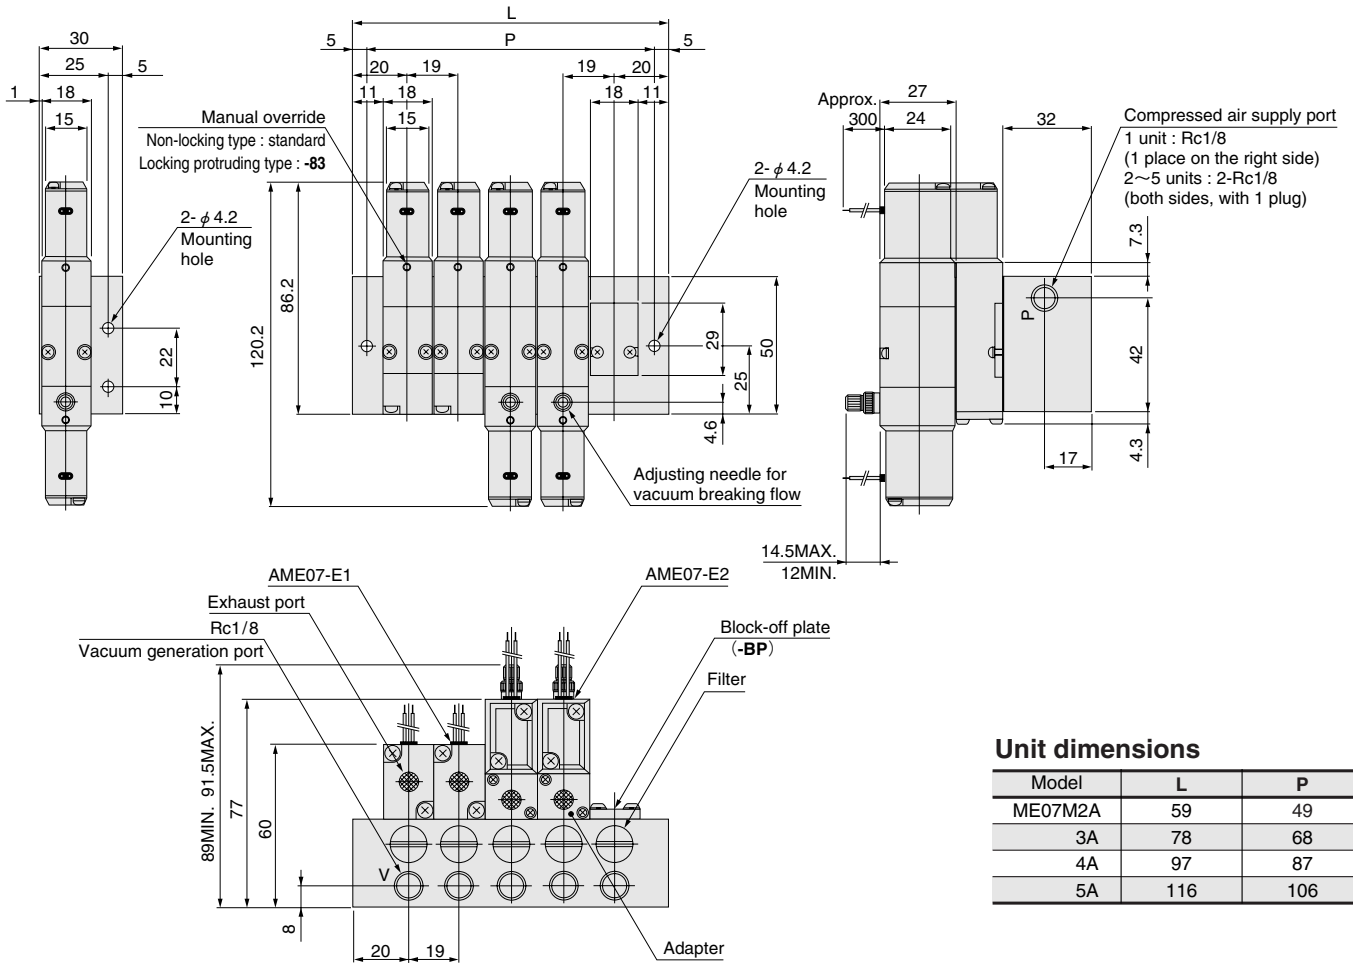 30
25
5
1
18
15
2-φ4.2
Mounting
hole
22
10
L
P
5
5
20
19
19
20
11
18
18
11
15
Manual override
Non-locking type : standard
Locking protruding type : -83
2-φ4.2
Mounting
hole
120.2
86.2
29
50
25
4.6
Adjusting needle for
vacuum breaking flow
Approx.
300
27
24
32
Compressed air supply port
1 unit : Rc1/8
(1 place on the right side)
2～5 units : 2-Rc1/8
(both sides, with 1 plug)
7.3
P
42
4.3
17
14.5MAX.
12MIN.
AME07-E1
AME07-E2
Exhaust port
Rc1/8
Vacuum generation port
Block-off plate
(-BP)
Filter
89MIN. 91.5MAX.
77
60
V
8
20
19
Adapter
Unit dimensions
Model L P
ME07M2A 59 49
3A 78 68
4A 97 87
5A 116 106